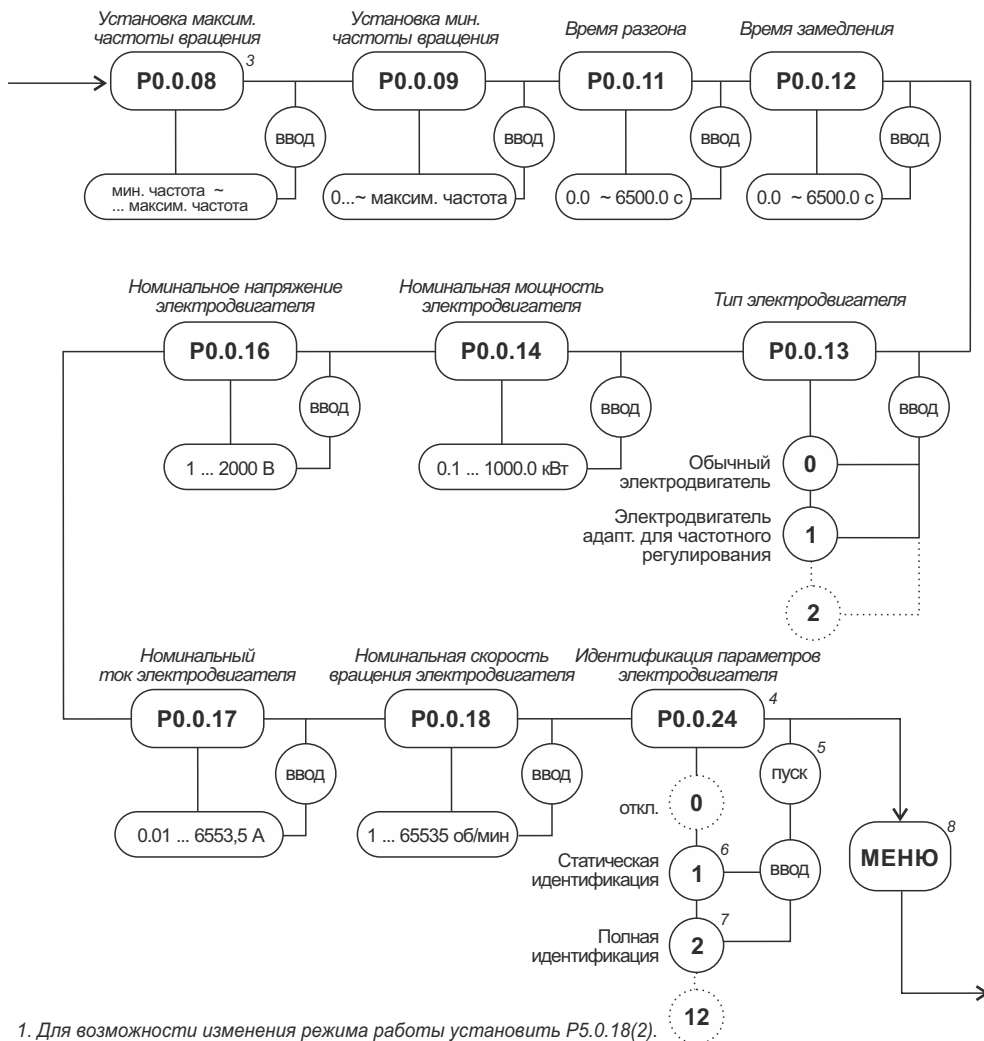 Установка максим.
частоты вращения
Установка мин.
частоты вращения
Время разгона
Время замедления
P0.0.08
3
P0.0.09
P0.0.11
P0.0.12
ВВОД
ВВОД
ВВОД
ВВОД
мин. частота ~
... максим. частота
0...~ максим. частота
0.0 ~ 6500.0 с
0.0 ~ 6500.0 с
Номинальное напряжение
электродвигателя
Номинальная мощность
электродвигателя
Тип электродвигателя
P0.0.16
P0.0.14
P0.0.13
ВВОД
ВВОД
ВВОД
1 ... 2000 В
0.1 ... 1000.0 кВт
Обычный
электродвигатель
0
Электродвигатель
адапт. для частотного
регулирования
1
2
Номинальный
ток электродвигателя
Номинальная скорость
вращения электродвигателя
Идентификация параметров
электродвигателя
P0.0.17
P0.0.18
P0.0.24
4
ВВОД
ВВОД
ПУСК
5
0.01 ... 6553,5 А
1 ... 65535 об/мин
откл.
0
Статическая
идентификация
1
6
ВВОД
МЕНЮ
8
Полная
идентификация
2
7
12
1. Для возможности изменения режима работы установить P5.0.18(2).